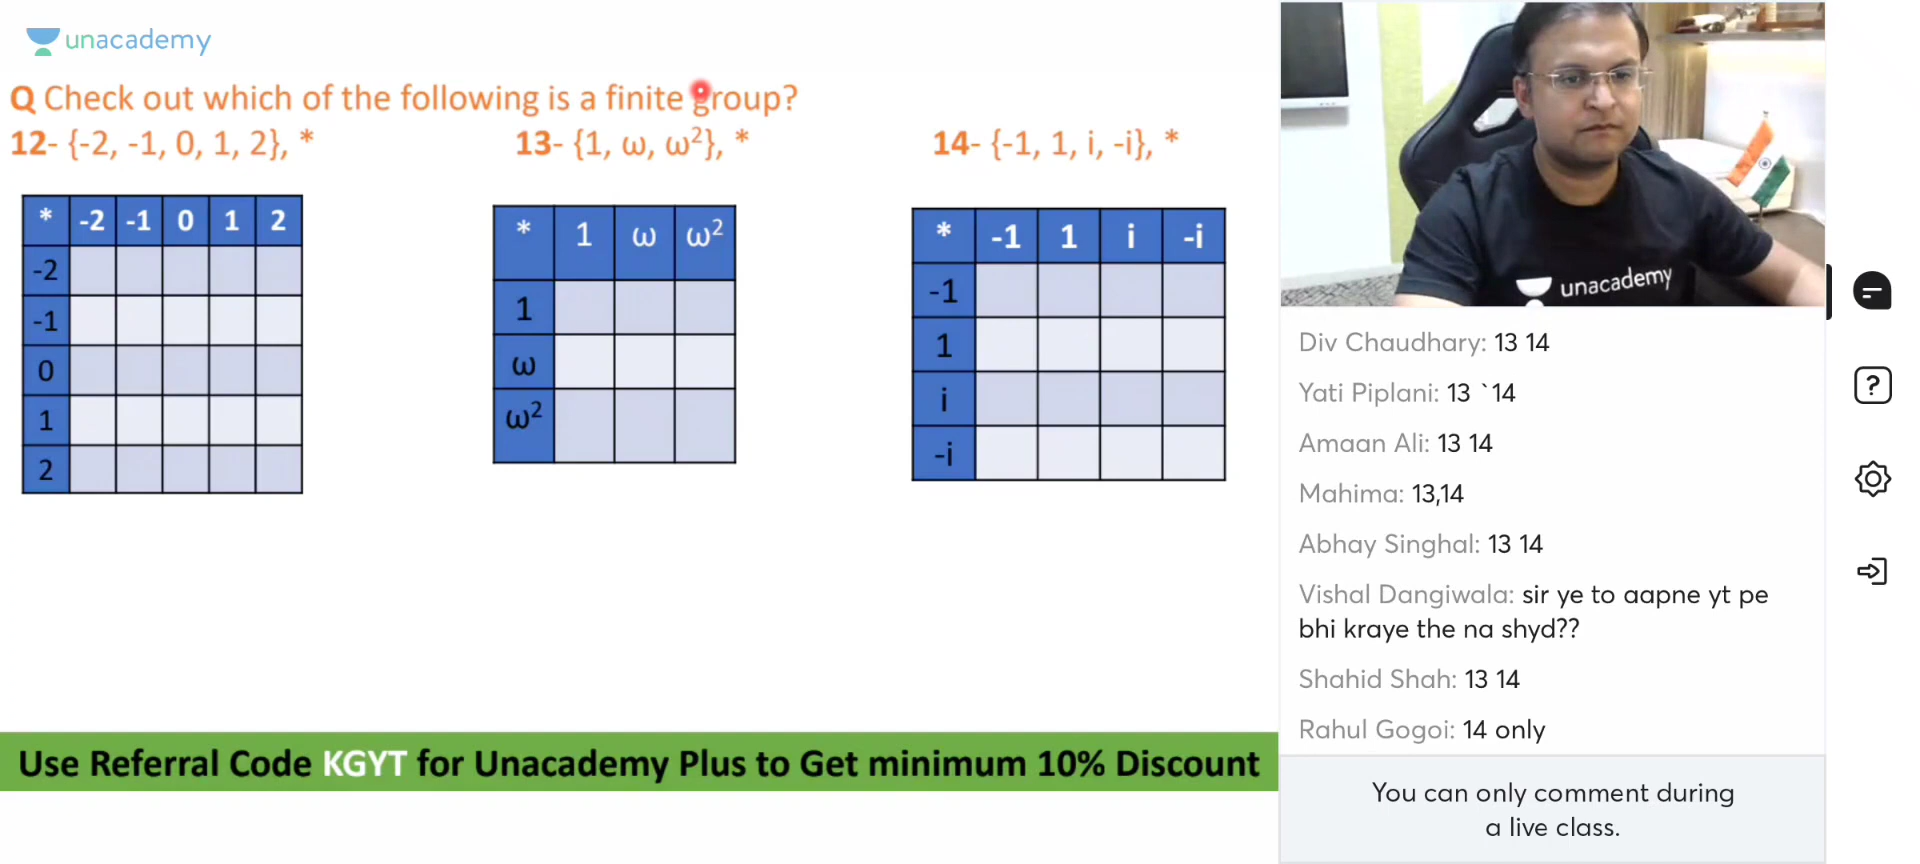 unacademy
Q Check out which of the following is a finite group?
12- {-2, -1, 0, 1, 2}, *
13- {1, ω, ω²}, *
14- {-1, 1, i, -i}, *
* -2 -1 0 1 2
-2
-1
0
1
2
* 1 ω ω²
1
ω
ω²
* -1 1 i -i
-1
1
i
-i
Use Referral Code KGYT for Unacademy Plus to Get minimum 10% Discount
unacademy
Div Chaudhary: 13 14
Yati Piplani: 13 `14
Amaan Ali: 13 14
Mahima: 13,14
Abhay Singhal: 13 14
Vishal Dangiwala: sir ye to aapne yt pe
bhi kraye the na shyd??
Shahid Shah: 13 14
Rahul Gogoi: 14 only
You can only comment during
a live class.
?